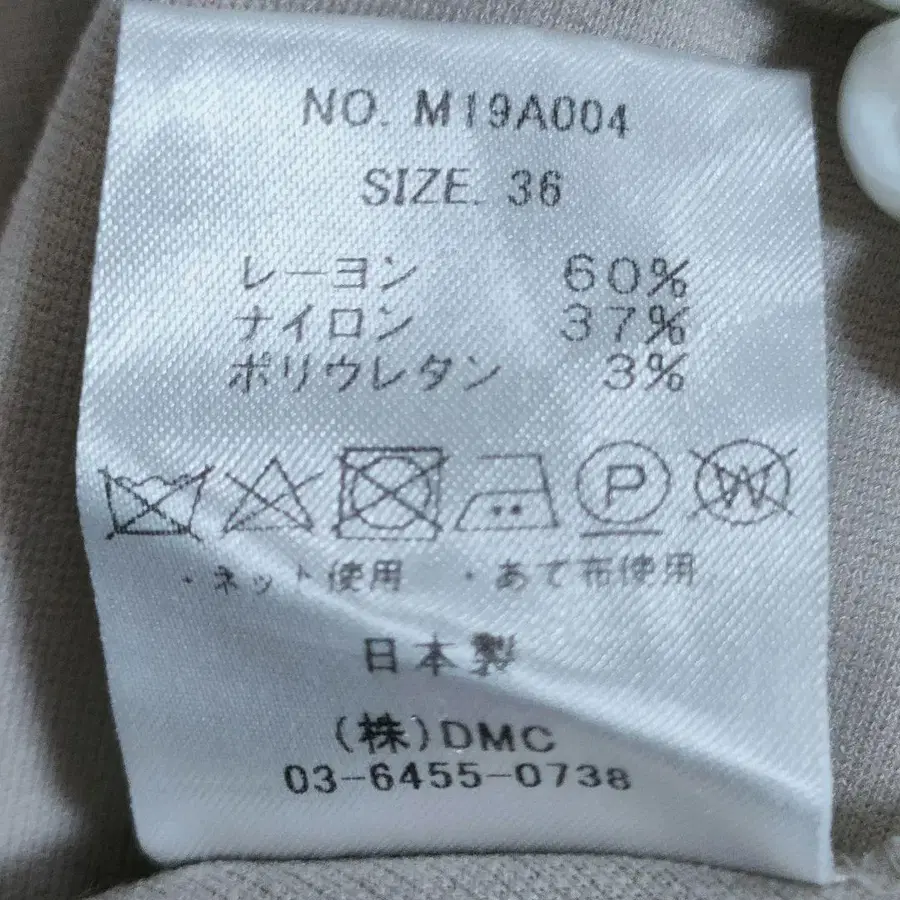 NO. M19A004
SIZE. 36
レーヨン 60%
ナイロン 37%
ポリウレタン 3%
P W
・ネット使用 ・あて布使用
日本製
(株)DMC
03-6455-0738